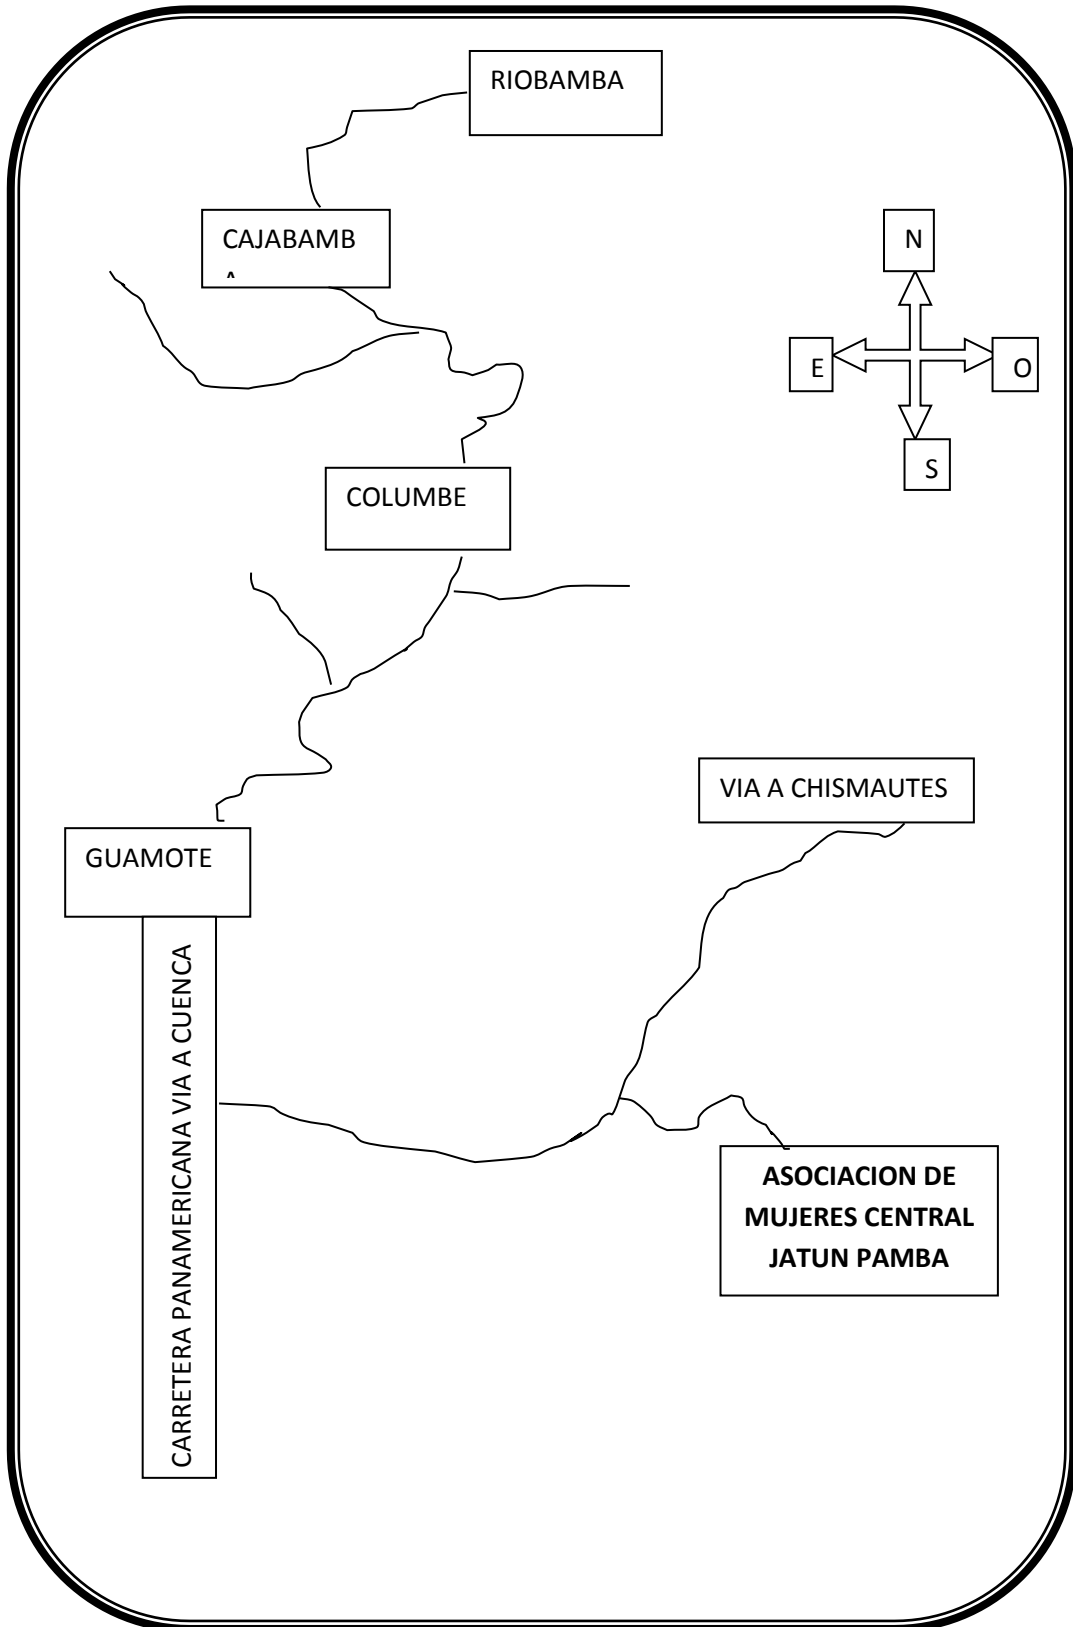 RIOBAMBA
CAJABAMB
N
E
O
S
COLUMBE
VIA A CHISMAUTES
GUAMOTE
CARRETERA PANAMERICANA VIA A CUENCA
ASOCIACION DE
MUJERES CENTRAL
JATUN PAMBA